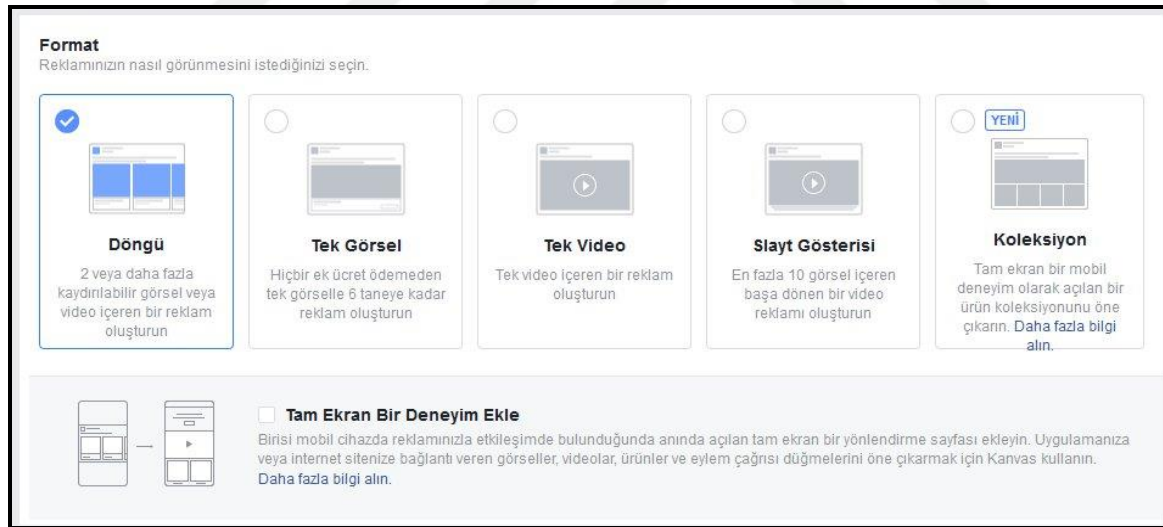 Format
Reklamınızın nasıl görünmesini istediğinizi seçin.
Döngü
2 veya daha fazla
kaydırılabilir görsel veya
video içeren bir reklam
oluşturun
Tek Görsel
Hiçbir ek ücret ödemeden
tek görselle 6 taneye kadar
reklam oluşturun
Tek Video
Tek video içeren bir reklam
oluşturun
Slayt Gösterisi
En fazla 10 görsel içeren
başa dönen bir video
reklamı oluşturun
YENİ
Koleksiyon
Tam ekran bir mobil
deneyim olarak açılan bir
ürün koleksiyonunu öne
çıkarın. Daha fazla bilgi
alın.
Tam Ekran Bir Deneyim Ekle
Birisi mobil cihazda reklamınızla etkileşimde bulunduğunda anında açılan tam ekran bir yönlendirme sayfası ekleyin. Uygulamanıza
veya internet sitenize bağlantı veren görseller, videolar, ürünler ve eylem çağrısı düğmelerini öne çıkarmak için Kanvas kullanın.
Daha fazla bilgi alın.